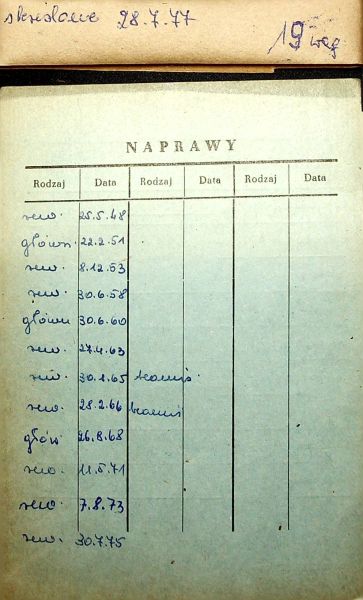 skreślone 28.7.77
19 wag
NAPRAWY
Rodzaj Data Rodzaj Data Rodzaj Data
rew. 25.5.48
główn. 22.2.51
rew. 8.12.53
rew. 30.6.58
główn 30.6.60
rew. 27.4.63
rew. 30.1.65
rew. 28.2.66
głów 26.8.68
rew. 11.5.71
rew 7.8.73
rew. 30.7.75